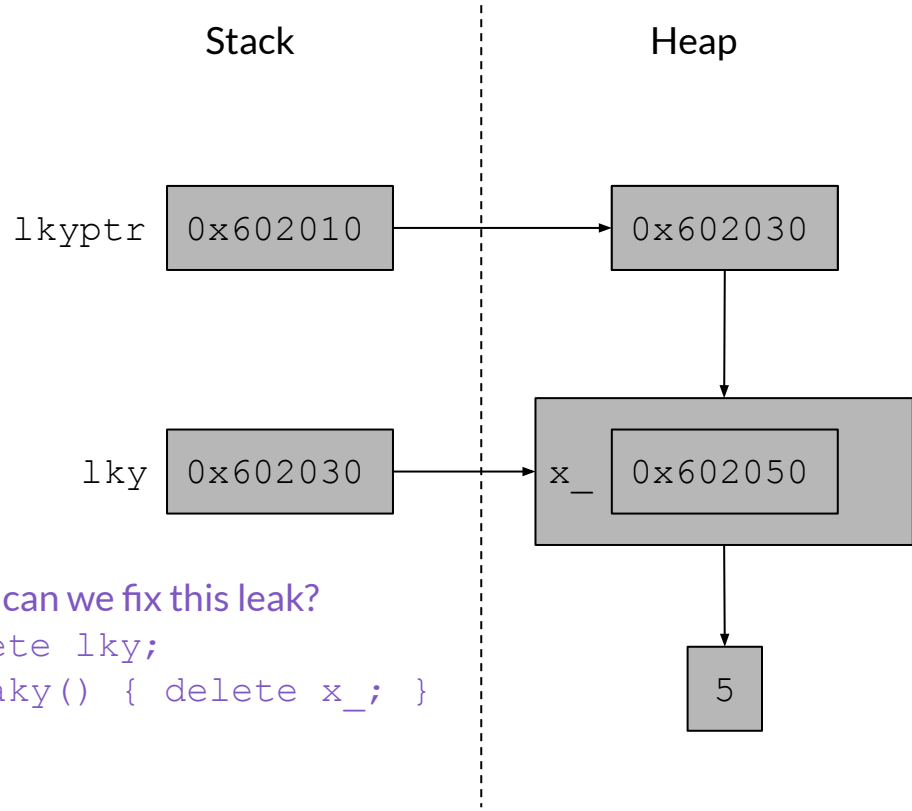 Stack Heap
lkyptr 0x602010 0x602030
lky 0x602030 x_ 0x602050
can we fix this leak?
ete lky;
aky() { delete x_; }
5